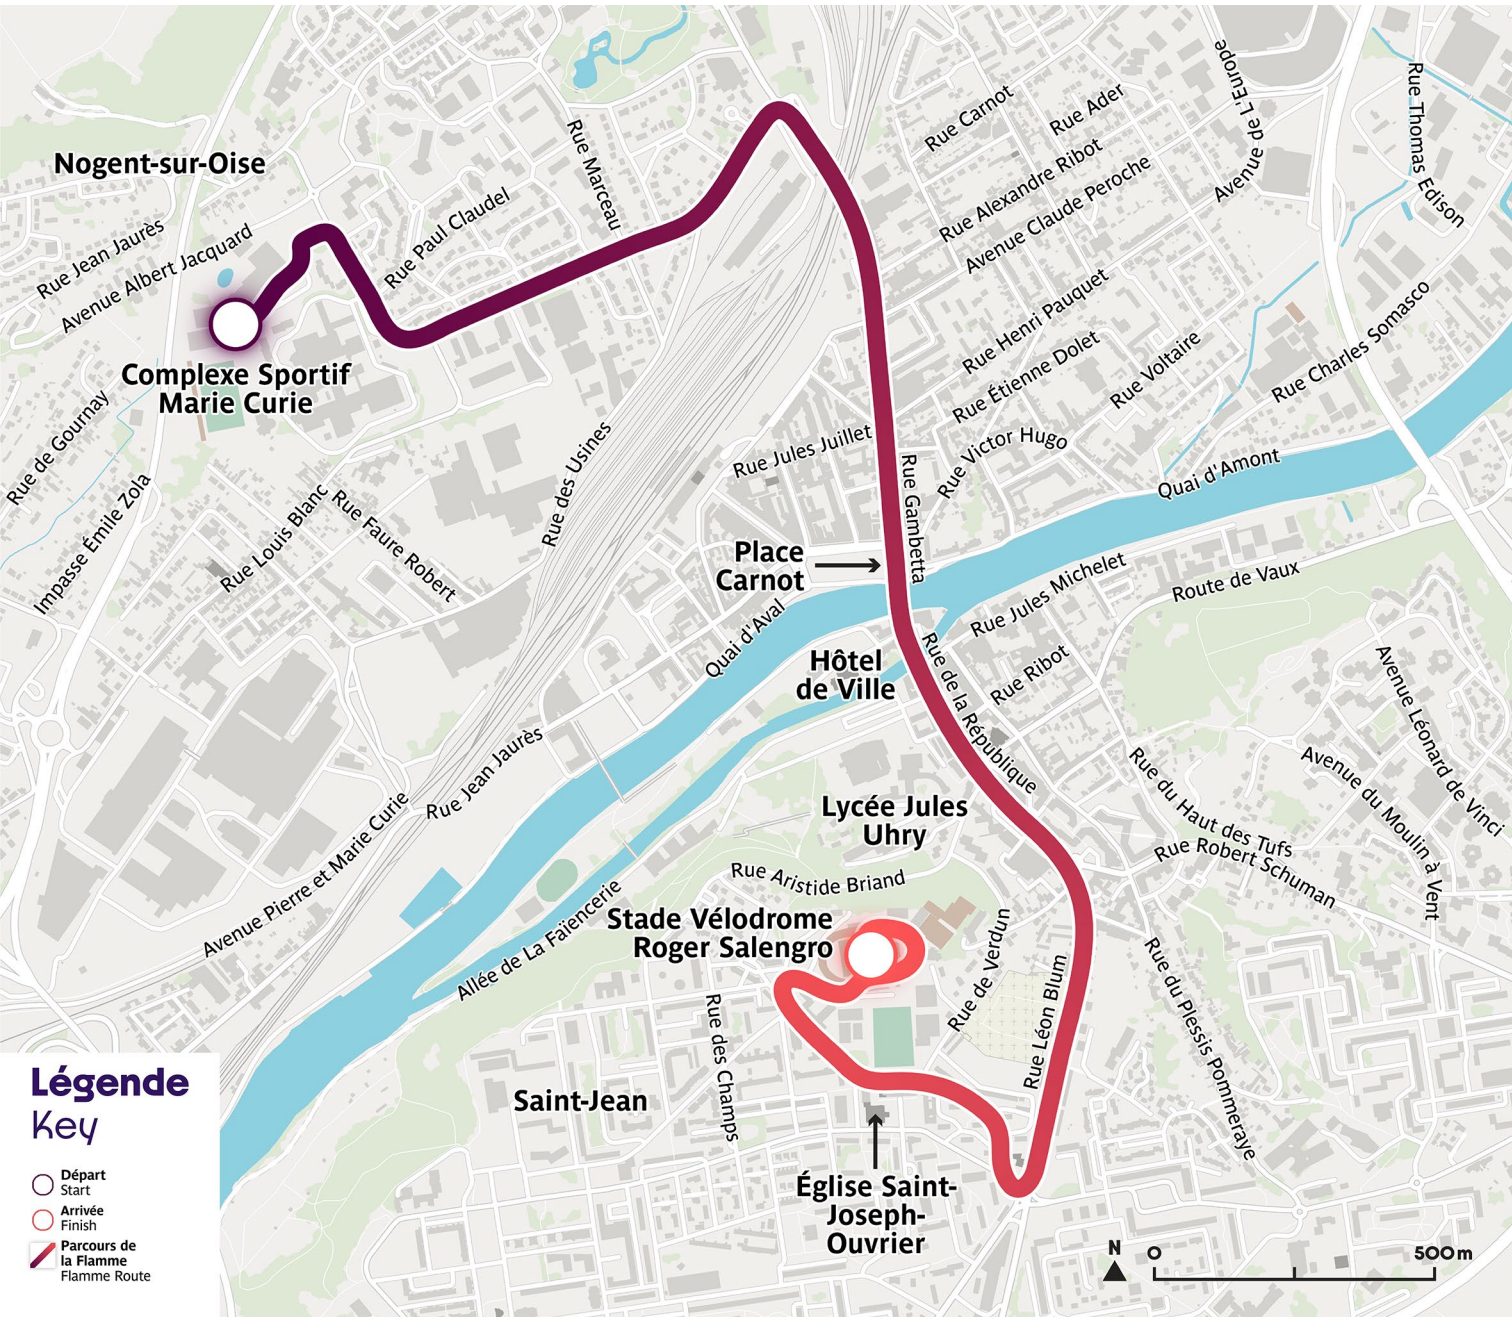 Nogent-sur-Oise
Rue Jean Jaurès
Avenue Albert Jacquard
Rue Paul Claudel
Rue Marceau
Rue Carnot
Rue Ader
Rue Alexandre Ribot
Avenue Claude Peroche
Avenue de L'Europe
Rue Thomas Edison
Complexe Sportif
Marie Curie
Rue de Gournay
Impasse Émile Zola
Rue Louis Blanc
Rue Faure Robert
Rue des Usines
Rue Henri Pauquet
Rue Étienne Dolet
Rue Voltaire
Rue Charles Somasco
Rue Victor Hugo
Rue Jules Juillet
Rue Gambetta
Quai d'Amont
Place
Carnot
Quai d'Aval
Rue Jules Michelet
Route de Vaux
Hôtel
de Ville
Rue Ribot
Rue de la République
Avenue Léonard de Vinci
Avenue du Moulin à Vent
Rue du Haut des Tufs
Rue Robert Schuman
Rue Jean Jaurès
Avenue Pierre et Marie Curie
Lycée Jules
Uhry
Rue Aristide Briand
Allée de La Faïencerie
Stade Vélodrome
Roger Salengro
Rue de Verdun
Rue Léon Blum
Rue du Plessis Pommeraye
Rue des Champs
Saint-Jean
Église Saint-
Joseph-
Ouvrier
Légende
Key
Départ
Start
Arrivée
Finish
Parcours de
la Flamme
Flamme Route
N 0 500m